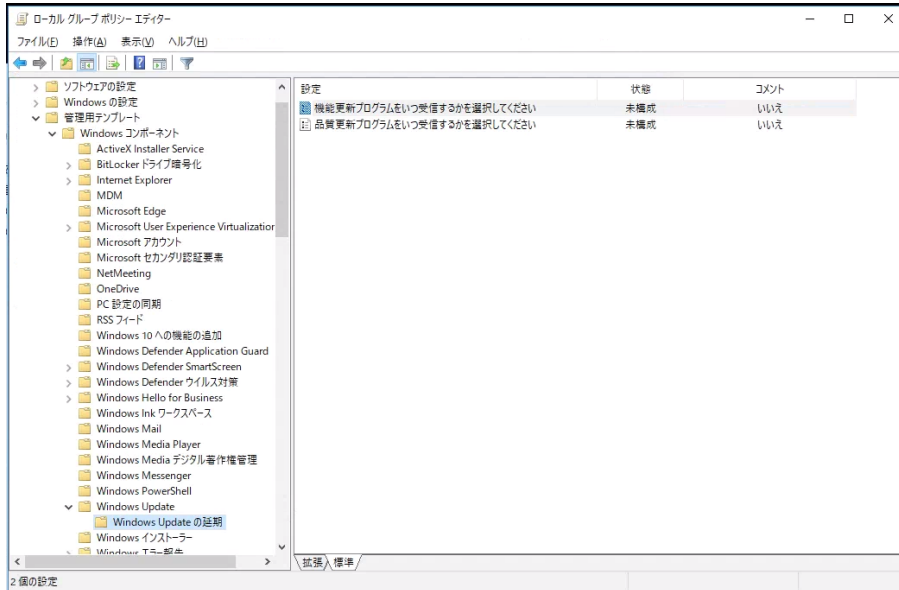 ローカル グループ ポリシー エディター
ファイル(F) 操作(A) 表示(V) ヘルプ(H)
ソフトウェアの設定
Windows の設定
管理用テンプレート
Windows コンポーネント
ActiveX Installer Service
BitLocker ドライブ暗号化
Internet Explorer
MDM
Microsoft Edge
Microsoft User Experience Virtualization
Microsoft アカウント
Microsoft セカンダリ認証要素
NetMeeting
OneDrive
PC 設定の同期
RSS フィード
Windows 10 への機能の追加
Windows Defender Application Guard
Windows Defender SmartScreen
Windows Defender ウイルス対策
Windows Hello for Business
Windows Ink ワークスペース
Windows Mail
Windows Media Player
Windows Media デジタル著作権管理
Windows Messenger
Windows PowerShell
Windows Update
Windows Update の延期
Windows インストーラー
Windows エラー報告
設定 状態 コメント
機能更新プログラムをいつ受信するかを選択してください 未構成 いいえ
品質更新プログラムをいつ受信するかを選択してください 未構成 いいえ
拡張 標準
2 個の設定